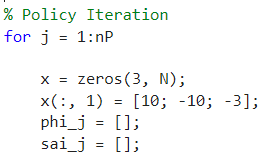 % Policy Iteration
for j = 1:nP
x = zeros(3, N);
x(:, 1) = [10; -10; -3];
phi_j = [];
sai_j = [];